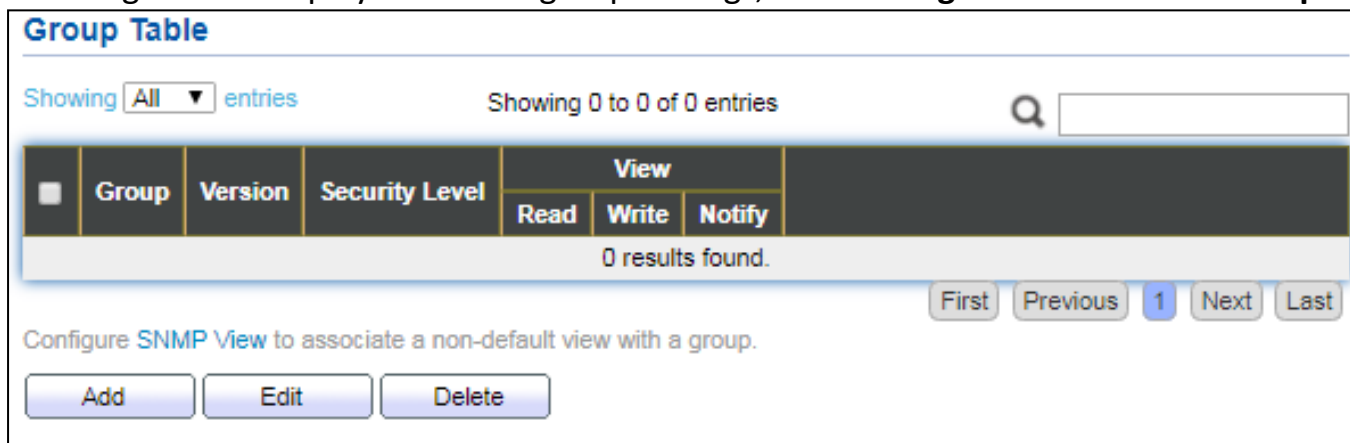 Group Table
Showing All entries Showing 0 to 0 of 0 entries
Group Version Security Level View
Read Write Notify
0 results found.
First Previous 1 Next Last
Configure SNMP View to associate a non-default view with a group.
Add Edit Delete